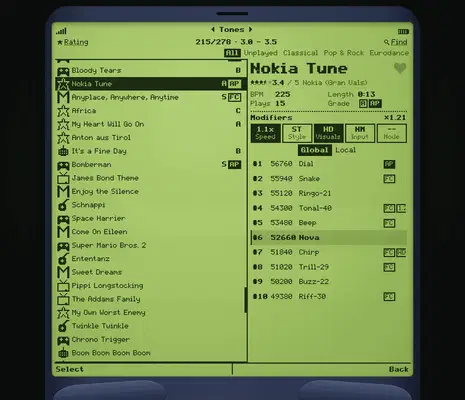 Tones
★Rating
215/278 - 3.0 - 3.5
Find
All Unplayed Classical Pop & Rock Eurodance
Bloody Tears B
Nokia Tune A AP
Anyplace, Anywhere, Anytime S FC
Africa C
My Heart Will Go On A
Anton aus Tirol
It's a Fine Day B
Bomberman S AP
James Bond Theme
Enjoy the Silence
Schnappi
Space Harrier
Come On Eileen
Super Mario Bros. 2
Ententanz
Sweet Dreams
Pippi Longstocking
The Addams Family
My Own Worst Enemy
Twinkle Twinkle
Chrono Trigger
Boom Boom Boom Boom
Nokia Tune
3.4 / 5 Nokia (Gran Vals)
BPM 225 Length 0:13
Plays 15 Grade A AP
Modifiers ×1.21
1.1x ST HD HM --
Speed Style Visuals Input Mode
Global Local
#1 56760 Dial AP
#2 55940 Snake FC
#3 55120 Ringo-21
#4 54300 Tonal-40 FC
#5 53480 Beep FC
#6 52660 Nova
#7 51840 Chirp FC HD
#8 51020 Trill-29 FC
#9 50200 Buzz-22
#10 49380 Riff-30 FC
Select
Back